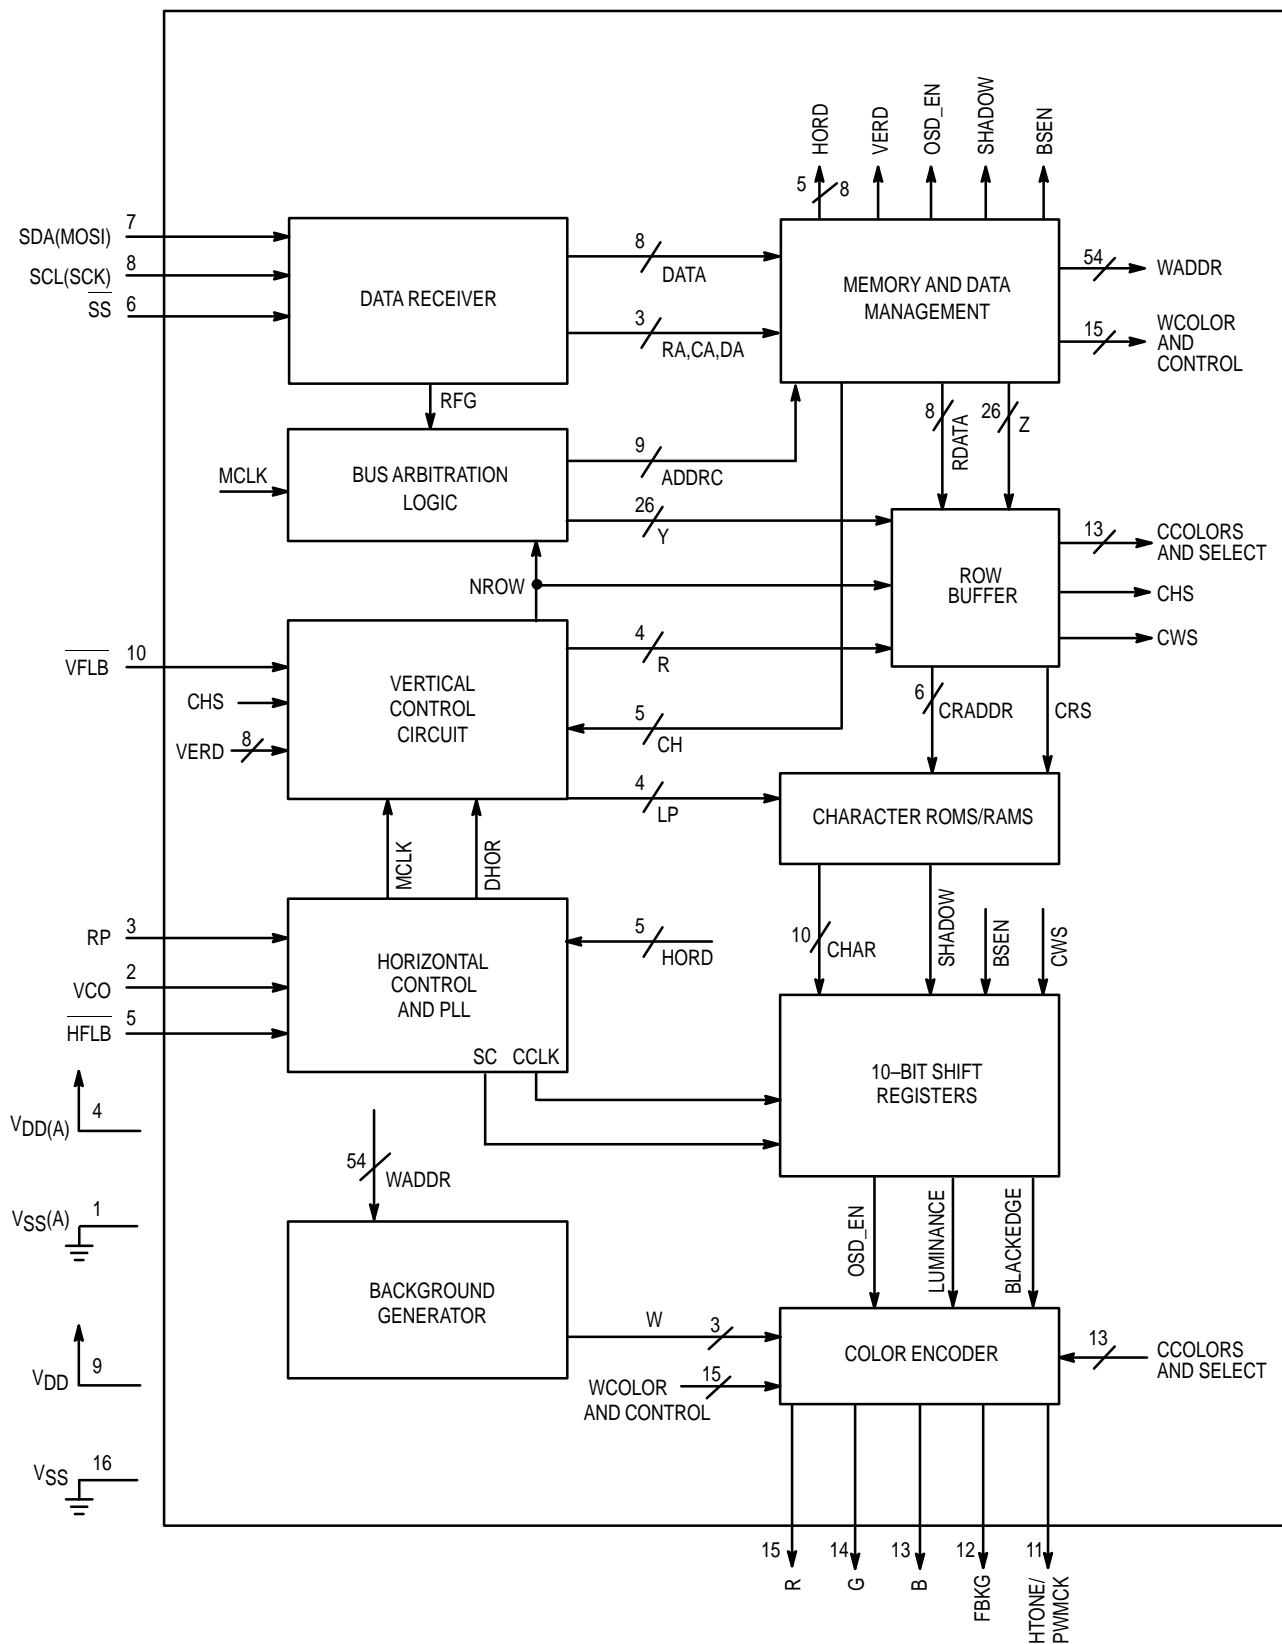 HORD
VERD
OSD_EN
SHADOW
BSEN
5
8
SDA(MOSI)
7
SCL(SCK)
8
SS
6
DATA RECEIVER
8
DATA
3
RA,CA,DA
MEMORY AND DATA
MANAGEMENT
54
WADDR
15
WCOLOR
AND
CONTROL
RFG
8
RDATA
26
Z
MCLK
BUS ARBITRATION
LOGIC
9
ADDRC
26
Y
ROW
BUFFER
13
CCOLORS
AND SELECT
CHS
CWS
NROW
VFLB
10
CHS
VERD
8
VERTICAL
CONTROL
CIRCUIT
4
R
5
CH
4
LP
6
CRADDR
CRS
CHARACTER ROMS/RAMS
MCLK
DHOR
RP
3
VCO
2
HFLB
5
HORIZONTAL
CONTROL
AND PLL
SC
CCLK
5
HORD
10
CHAR
SHADOW
BSEN
CWS
10–BIT SHIFT
REGISTERS
VDD(A)
4
VSS(A)
1
54
WADDR
BACKGROUND
GENERATOR
OSD_EN
LUMINANCE
BLACKEDGE
W
3
COLOR ENCODER
13
CCOLORS
AND SELECT
15
WCOLOR
AND CONTROL
VDD
9
VSS
16
15
R
14
G
13
B
12
FBKG
11
HTONE/
PWMCK